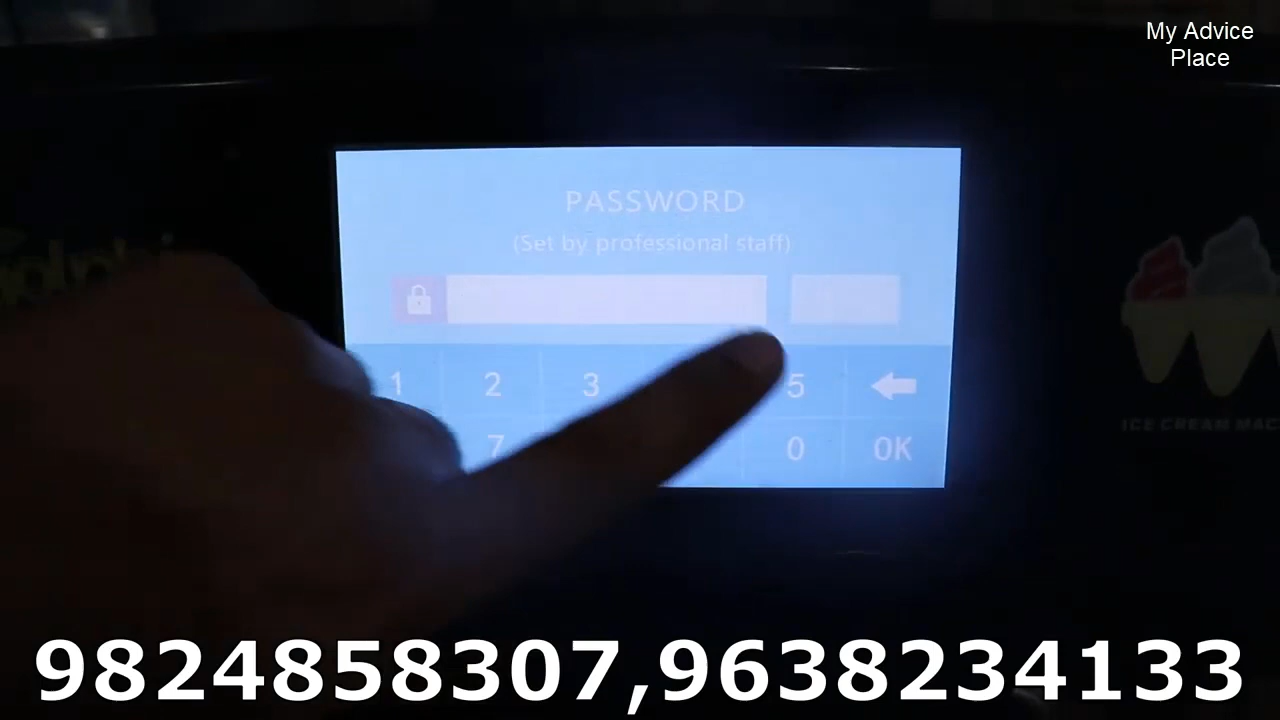 My Advice
Place
PASSWORD
(Set by professional staff)
1 2 3 5
7 0 OK
ICE CREAM MAC
9824858307,9638234133